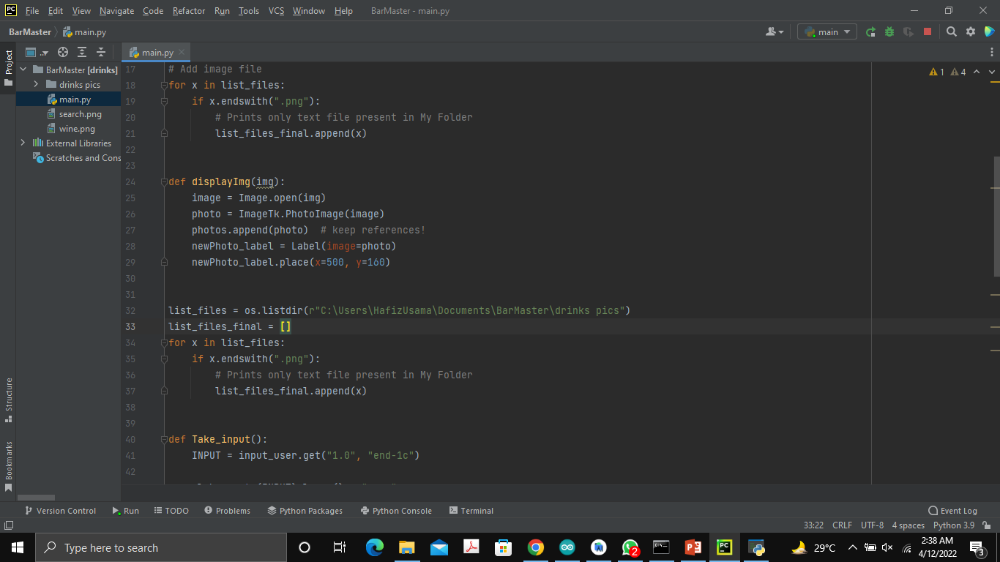 File Edit View Navigate Code Refactor Run Tools VCS Window Help BarMaster - main.py
BarMaster main.py main
Project
..
main.py
BarMaster [drinks]
drinks pics
main.py
search.png
wine.png
External Libraries
Scratches and Cons
1 4
17 # Add image file
18 for x in list_files:
19 if x.endswith(".png"):
20 # Prints only text file present in My Folder
21 list_files_final.append(x)
22
23
24 def displayImg(img):
25 image = Image.open(img)
26 photo = ImageTk.PhotoImage(image)
27 photos.append(photo)  # keep references!
28 newPhoto_label = Label(image=photo)
29 newPhoto_label.place(x=500, y=160)
30
31
32 list_files = os.listdir(r"C:\Users\HafizUsama\Documents\BarMaster\drinks pics")
33 list_files_final = []
34 for x in list_files:
35 if x.endswith(".png"):
36 # Prints only text file present in My Folder
37 list_files_final.append(x)
38
39
40 def Take_input():
41 INPUT = input_user.get("1.0", "end-1c")
42
Structure
Bookmarks
Version Control Run TODO Problems Python Packages Python Console Terminal Event Log
33:22 CRLF UTF-8 4 spaces Python 3.9
Type here to search
2
29°C
2:38 AM
4/12/2022
3